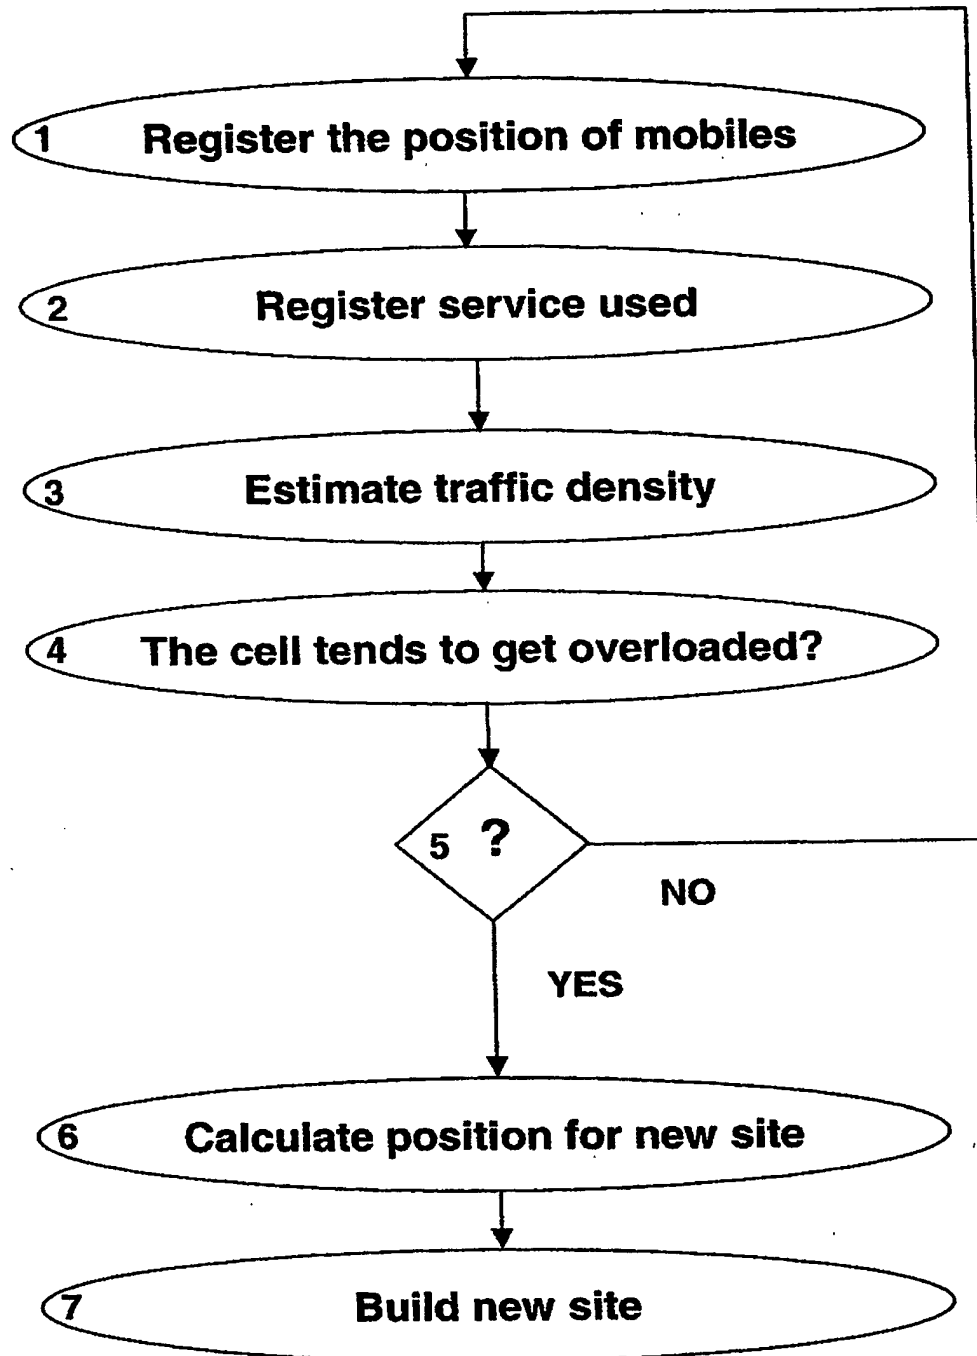 1 Register the position of mobiles
2 Register service used
3 Estimate traffic density
4 The cell tends to get overloaded?
5 ?
NO
YES
6 Calculate position for new site
7 Build new site